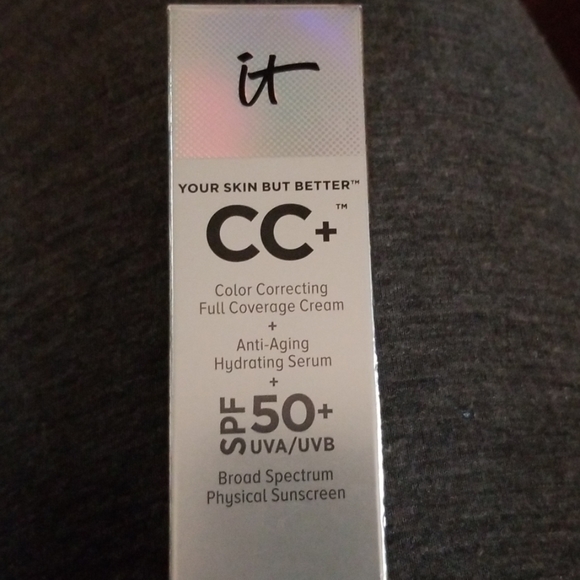 it
YOUR SKIN BUT BETTER™
CC+™
Color Correcting
Full Coverage Cream
+
Anti-Aging
Hydrating Serum
+
SPF 50+
UVA/UVB
Broad Spectrum
Physical Sunscreen